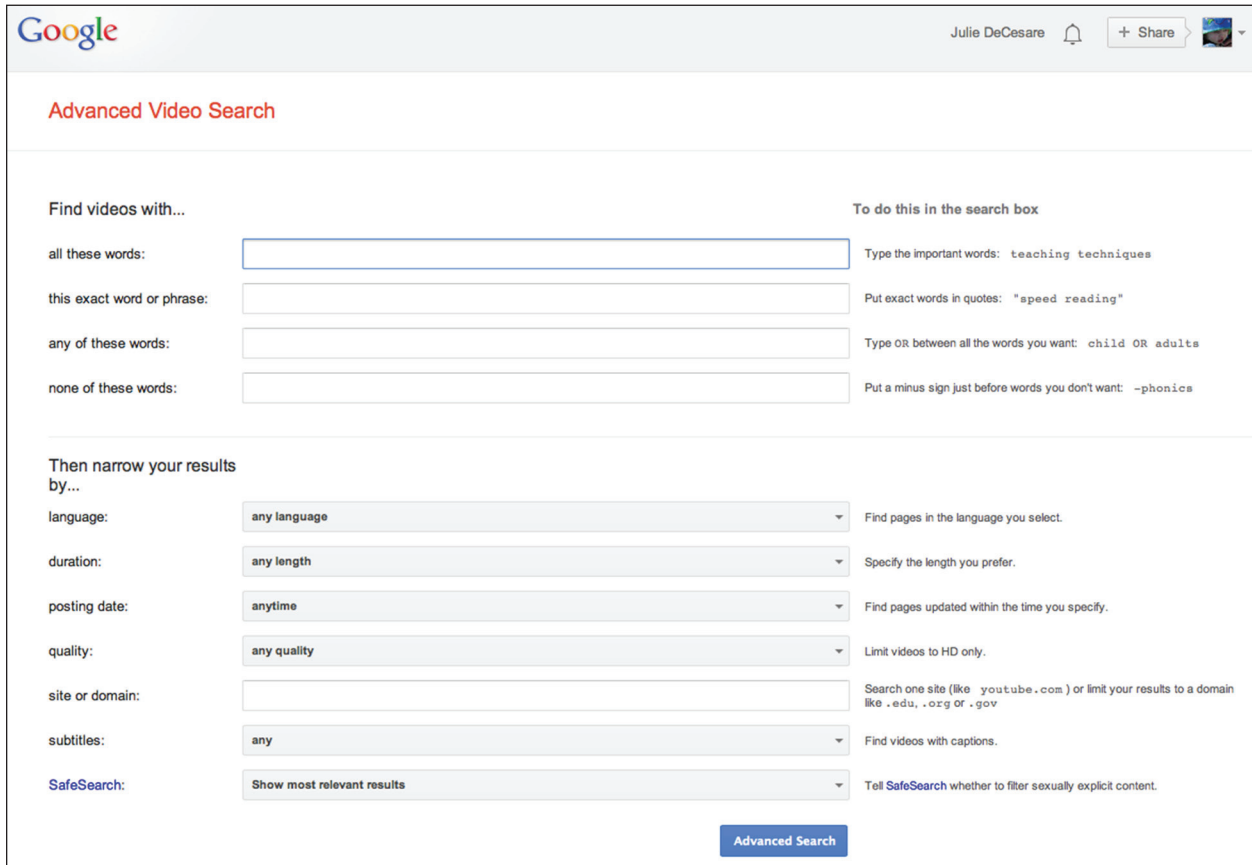 Google
Julie DeCesare
+ Share
Advanced Video Search
Find videos with...
To do this in the search box
all these words:
Type the important words: teaching techniques
this exact word or phrase:
Put exact words in quotes: "speed reading"
any of these words:
Type OR between all the words you want: child OR adults
none of these words:
Put a minus sign just before words you don't want: -phonics
Then narrow your results
by...
language:
any language
Find pages in the language you select.
duration:
any length
Specify the length you prefer.
posting date:
anytime
Find pages updated within the time you specify.
quality:
any quality
Limit videos to HD only.
site or domain:
Search one site (like youtube.com ) or limit your results to a domain
like .edu, .org or .gov
subtitles:
any
Find videos with captions.
SafeSearch:
Show most relevant results
Tell SafeSearch whether to filter sexually explicit content.
Advanced Search